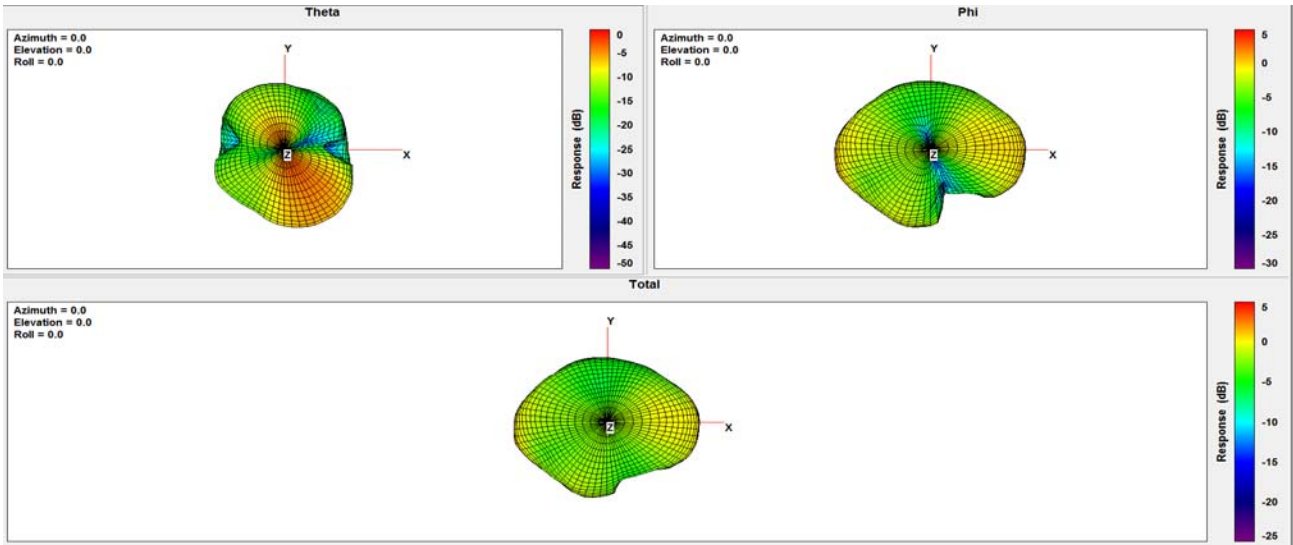 Theta
Azimuth = 0.0
Elevation = 0.0
Roll = 0.0
Y
Z
X
0
-5
-10
-15
-20
-25
-30
-35
-40
-45
-50
Response (dB)
Phi
Azimuth = 0.0
Elevation = 0.0
Roll = 0.0
Y
Z
X
5
0
-5
-10
-15
-20
-25
-30
Response (dB)
Total
Azimuth = 0.0
Elevation = 0.0
Roll = 0.0
Y
Z
X
5
0
-5
-10
-15
-20
-25
Response (dB)